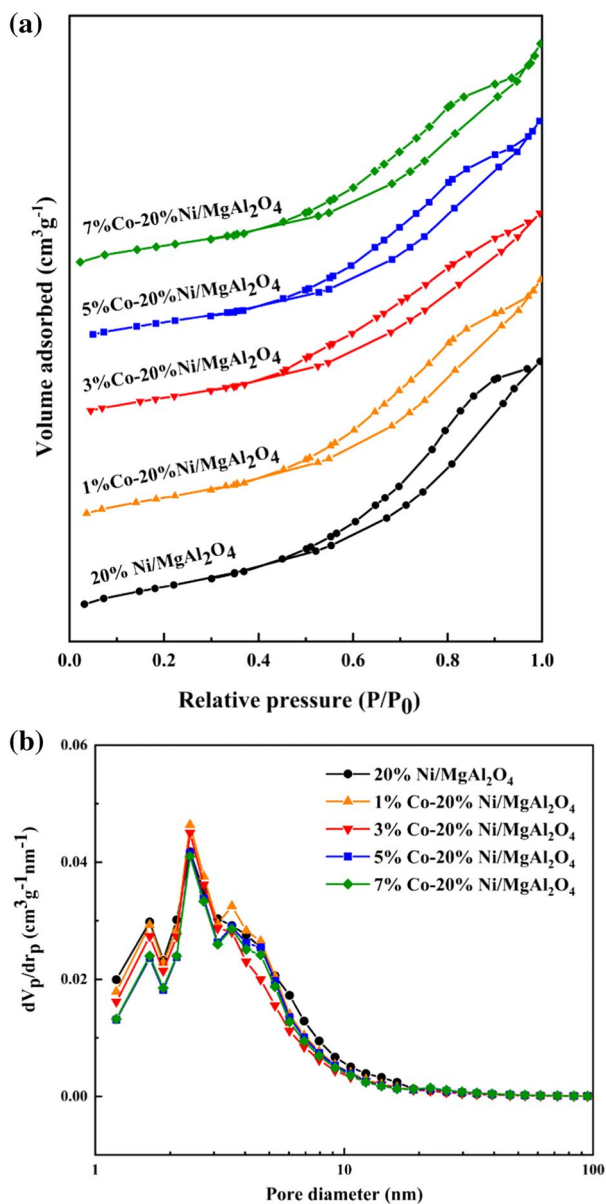 (a)
7%Co-20%Ni/MgAl2O4
5%Co-20%Ni/MgAl2O4
3%Co-20%Ni/MgAl2O4
1%Co-20%Ni/MgAl2O4
20% Ni/MgAl2O4
Volume adsorbed (cm³g⁻¹)
0.0 0.2 0.4 0.6 0.8 1.0
Relative pressure (P/P0)
(b)
0.06
0.04
0.02
0.00
20% Ni/MgAl2O4
1% Co-20% Ni/MgAl2O4
3% Co-20% Ni/MgAl2O4
5% Co-20% Ni/MgAl2O4
7% Co-20% Ni/MgAl2O4
dVp/drp (cm³g⁻¹nm⁻¹)
1 10 100
Pore diameter (nm)